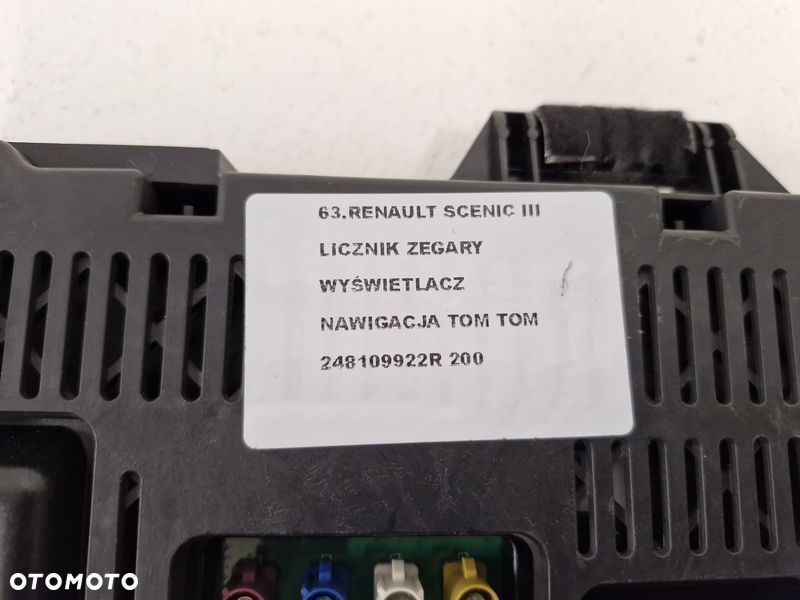 63.RENAULT SCENIC III
LICZNIK ZEGARY
WYŚWIETLACZ
NAWIGACJA TOM TOM
248109922R 200
OTOMOTO